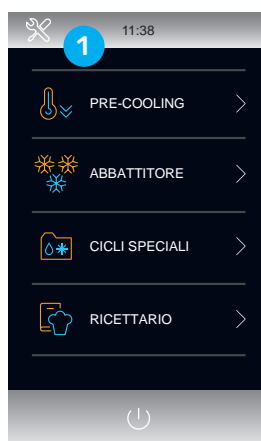 11:38
1
PRE-COOLING
ABBATTITORE
CICLI SPECIALI
RICETTARIO